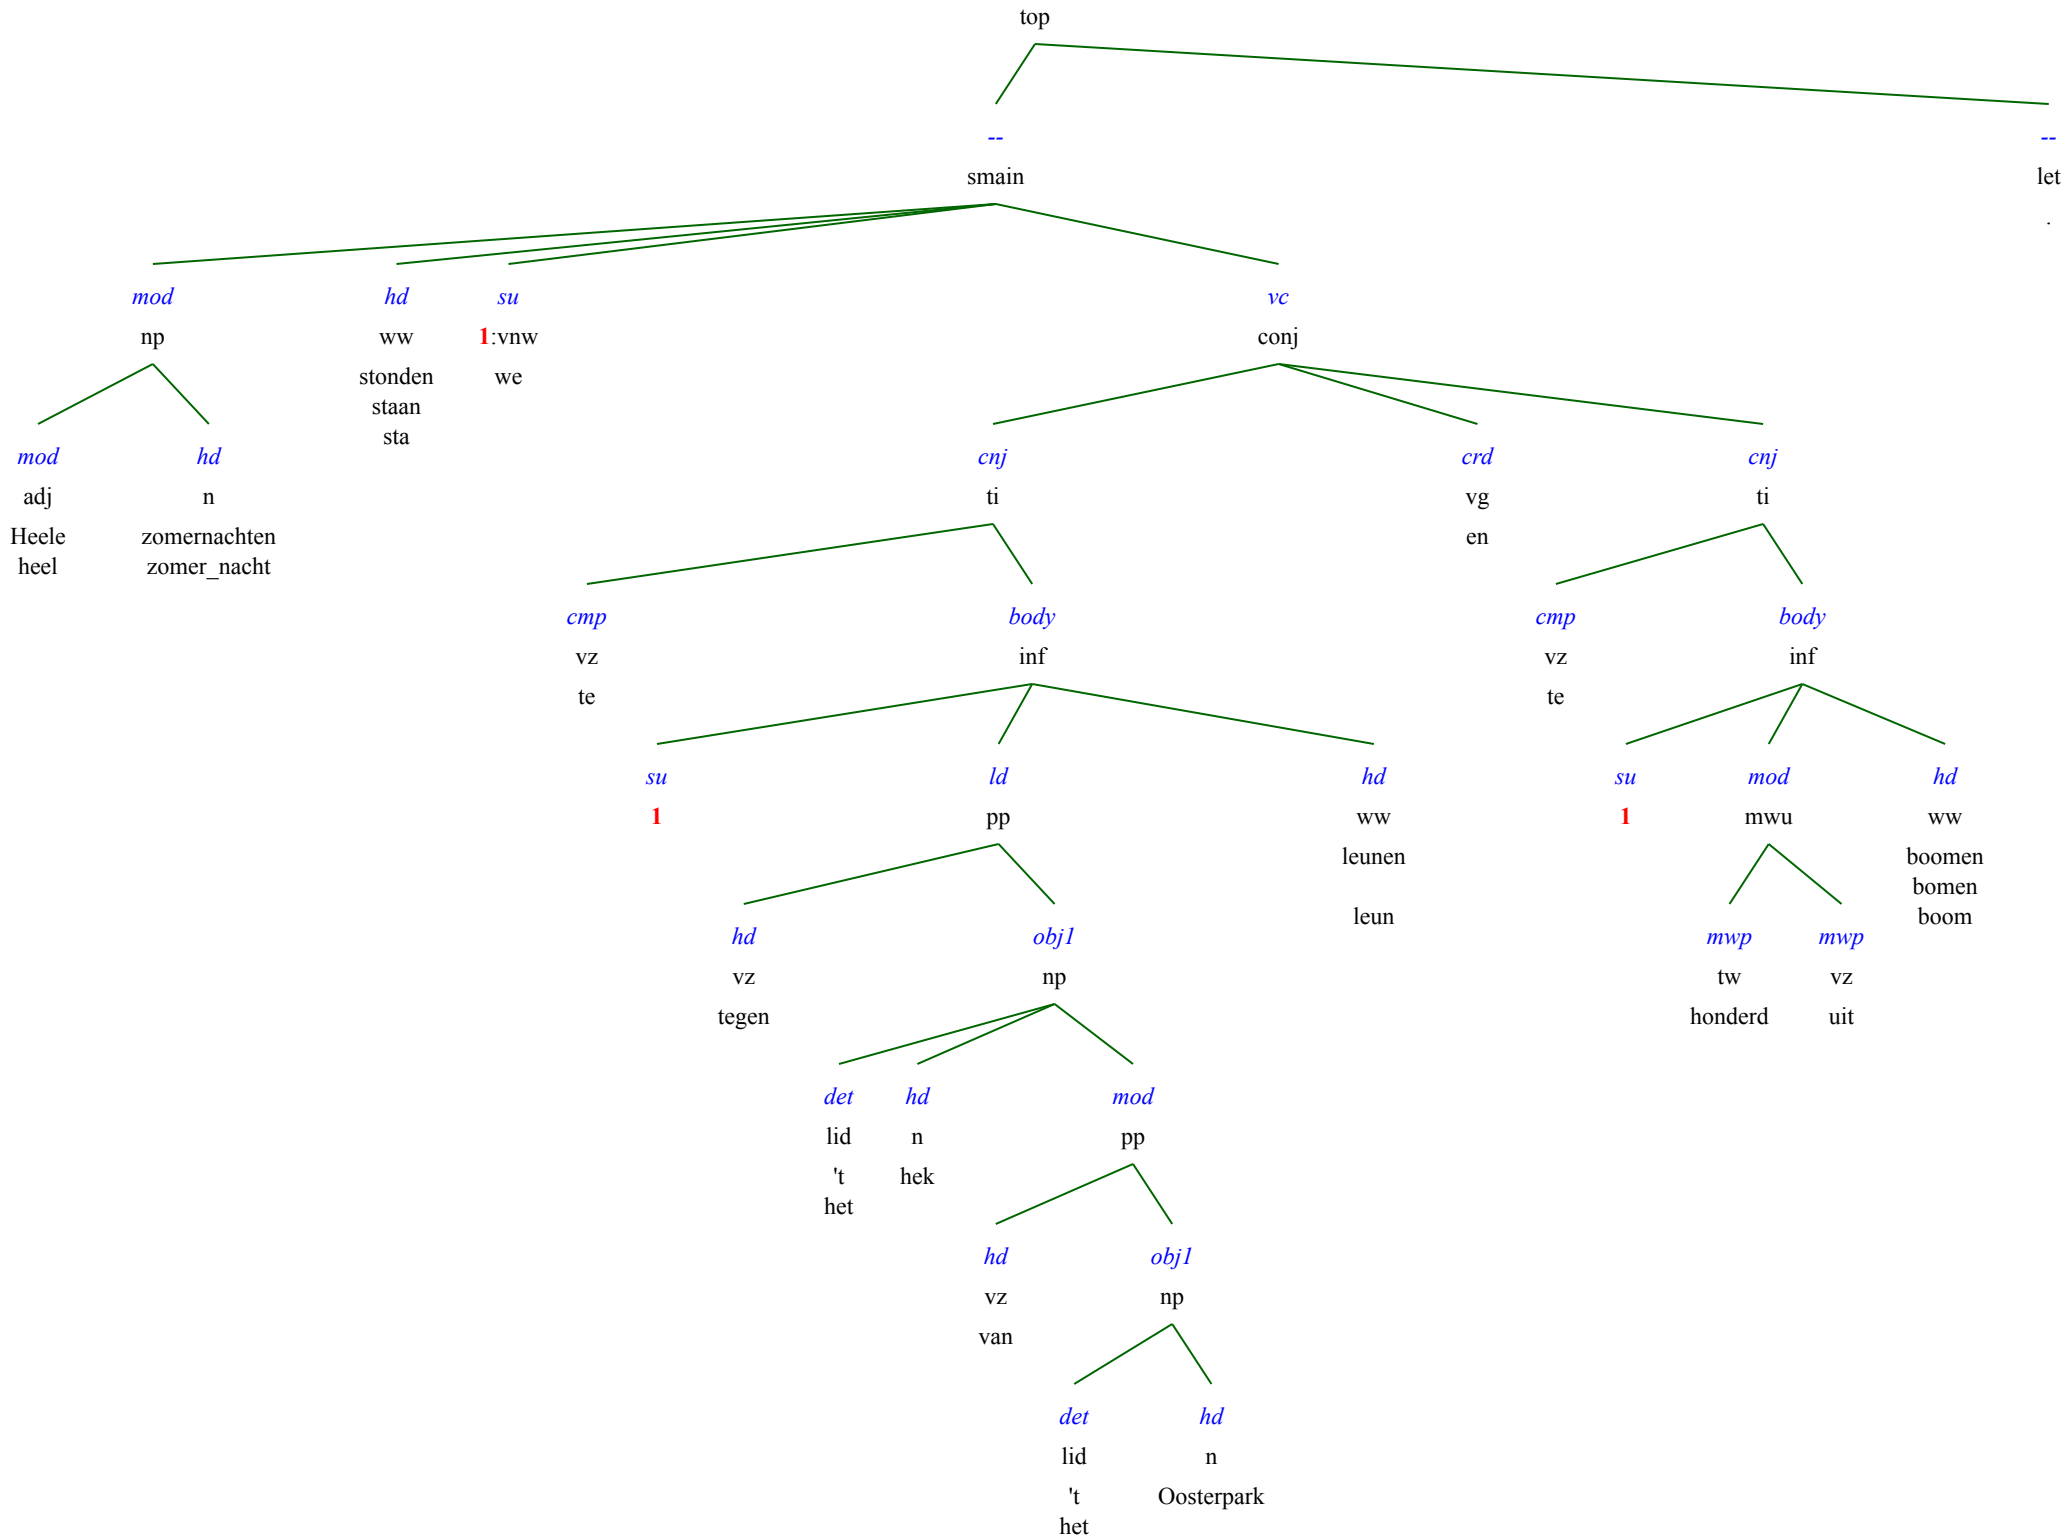 top
-- --
smain let
.
mod hd su vc
np ww 1:vnw conj
stonden we
staan
sta
mod hd cnj crd cnj
adj n ti vg ti
Heele zomernachten en
heel zomer_nacht
cmp body cmp body
vz inf vz inf
te te
su ld hd su mod hd
1 pp ww 1 mwu ww
leunen boomen
bomen
leun boom
hd obj1 mwp mwp
vz np tw vz
tegen honderd uit
det hd mod
lid n pp
't hek
het
hd obj1
vz np
van
det hd
lid n
't Oosterpark
het